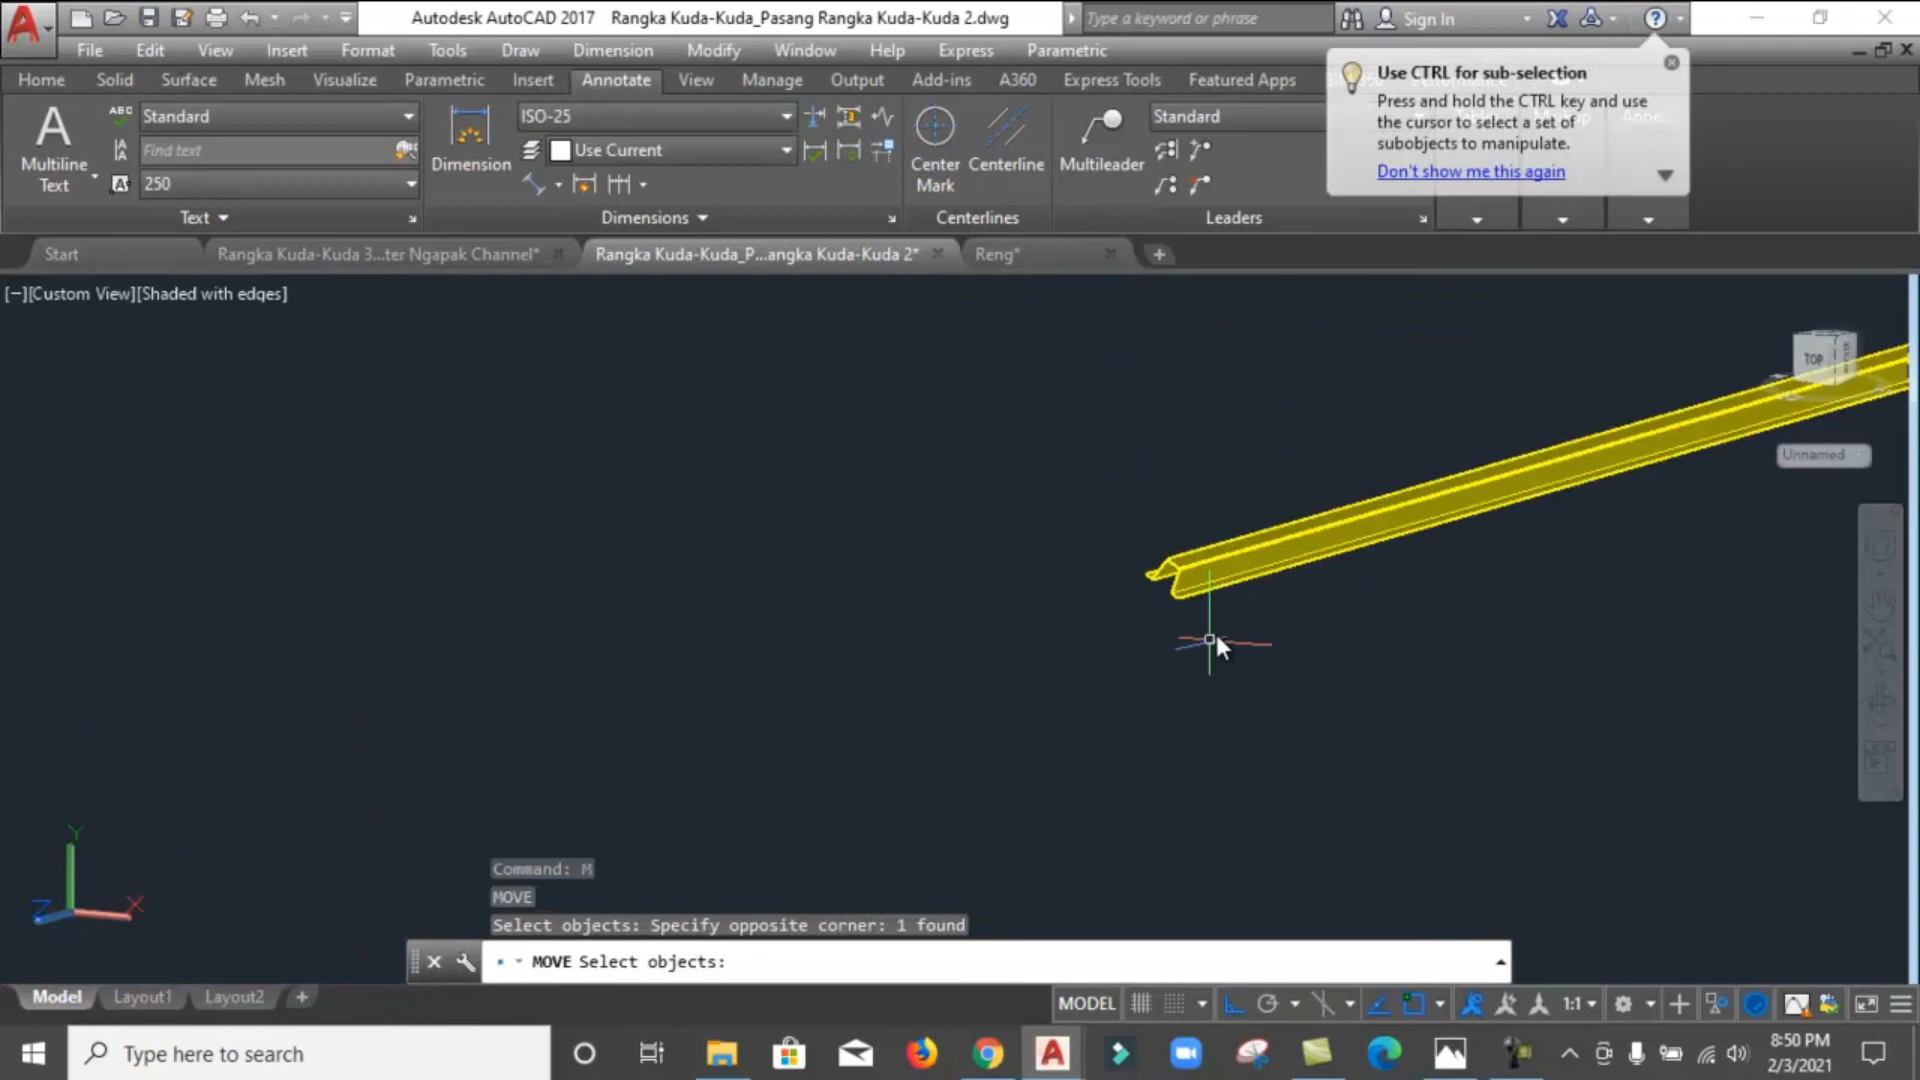 Autodesk AutoCAD 2017 Rangka Kuda-Kuda_Pasang Rangka Kuda-Kuda 2.dwg
Type a keyword or phrase
Sign In
File Edit View Insert Format Tools Draw Dimension Modify Window Help Express Parametric
Home Solid Surface Mesh Visualize Parametric Insert Annotate View Manage Output Add-ins A360 Express Tools Featured Apps
Use CTRL for sub-selection
Press and hold the CTRL key and use
the cursor to select a set of
subobjects to manipulate.
Don't show me this again
A
Multiline
Text
ABC
Standard
Find text
250
Text
Dimension
ISO-25
Use Current
Dimensions
Center
Mark
Centerline
Centerlines
Multileader
Standard
Leaders
Start
Rangka Kuda-Kuda 3...ter Ngapak Channel*
Rangka Kuda-Kuda_P...angka Kuda-Kuda 2*
Reng*
[−][Custom View][Shaded with edges]
TOP
Unnamed
Y
Z
X
Command: M
MOVE
Select objects: Specify opposite corner: 1 found
MOVE Select objects:
Model Layout1 Layout2
MODEL
1:1
Type here to search
8:50 PM
2/3/2021